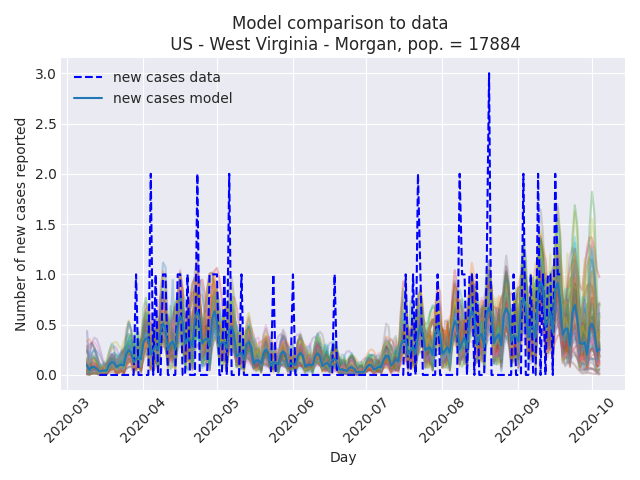 Model comparison to data
US - West Virginia - Morgan, pop. = 17884
new cases data
new cases model
Number of new cases reported
3.0
2.5
2.0
1.5
1.0
0.5
0.0
2020-03
2020-04
2020-05
2020-06
2020-07
2020-08
2020-09
2020-10
Day